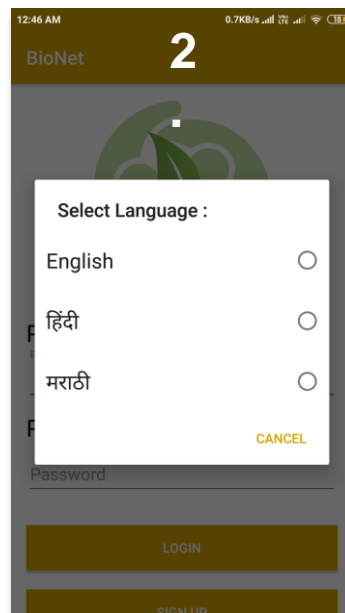 12:46 AM 0.7KB/s
BioNet
2
.
Select Language :
English
हिंदी
मराठी
CANCEL
Password
LOGIN
SIGN UP